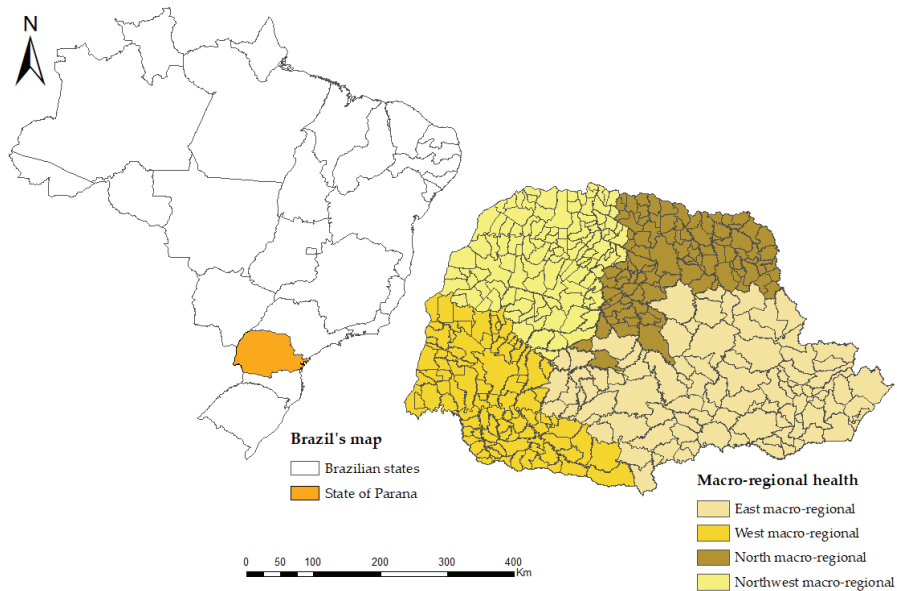 N
Brazil's map
Brazilian states
State of Parana
Macro-regional health
East macro-regional
West macro-regional
North macro-regional
Northwest macro-regional
0 50 100 200 300 400
Km